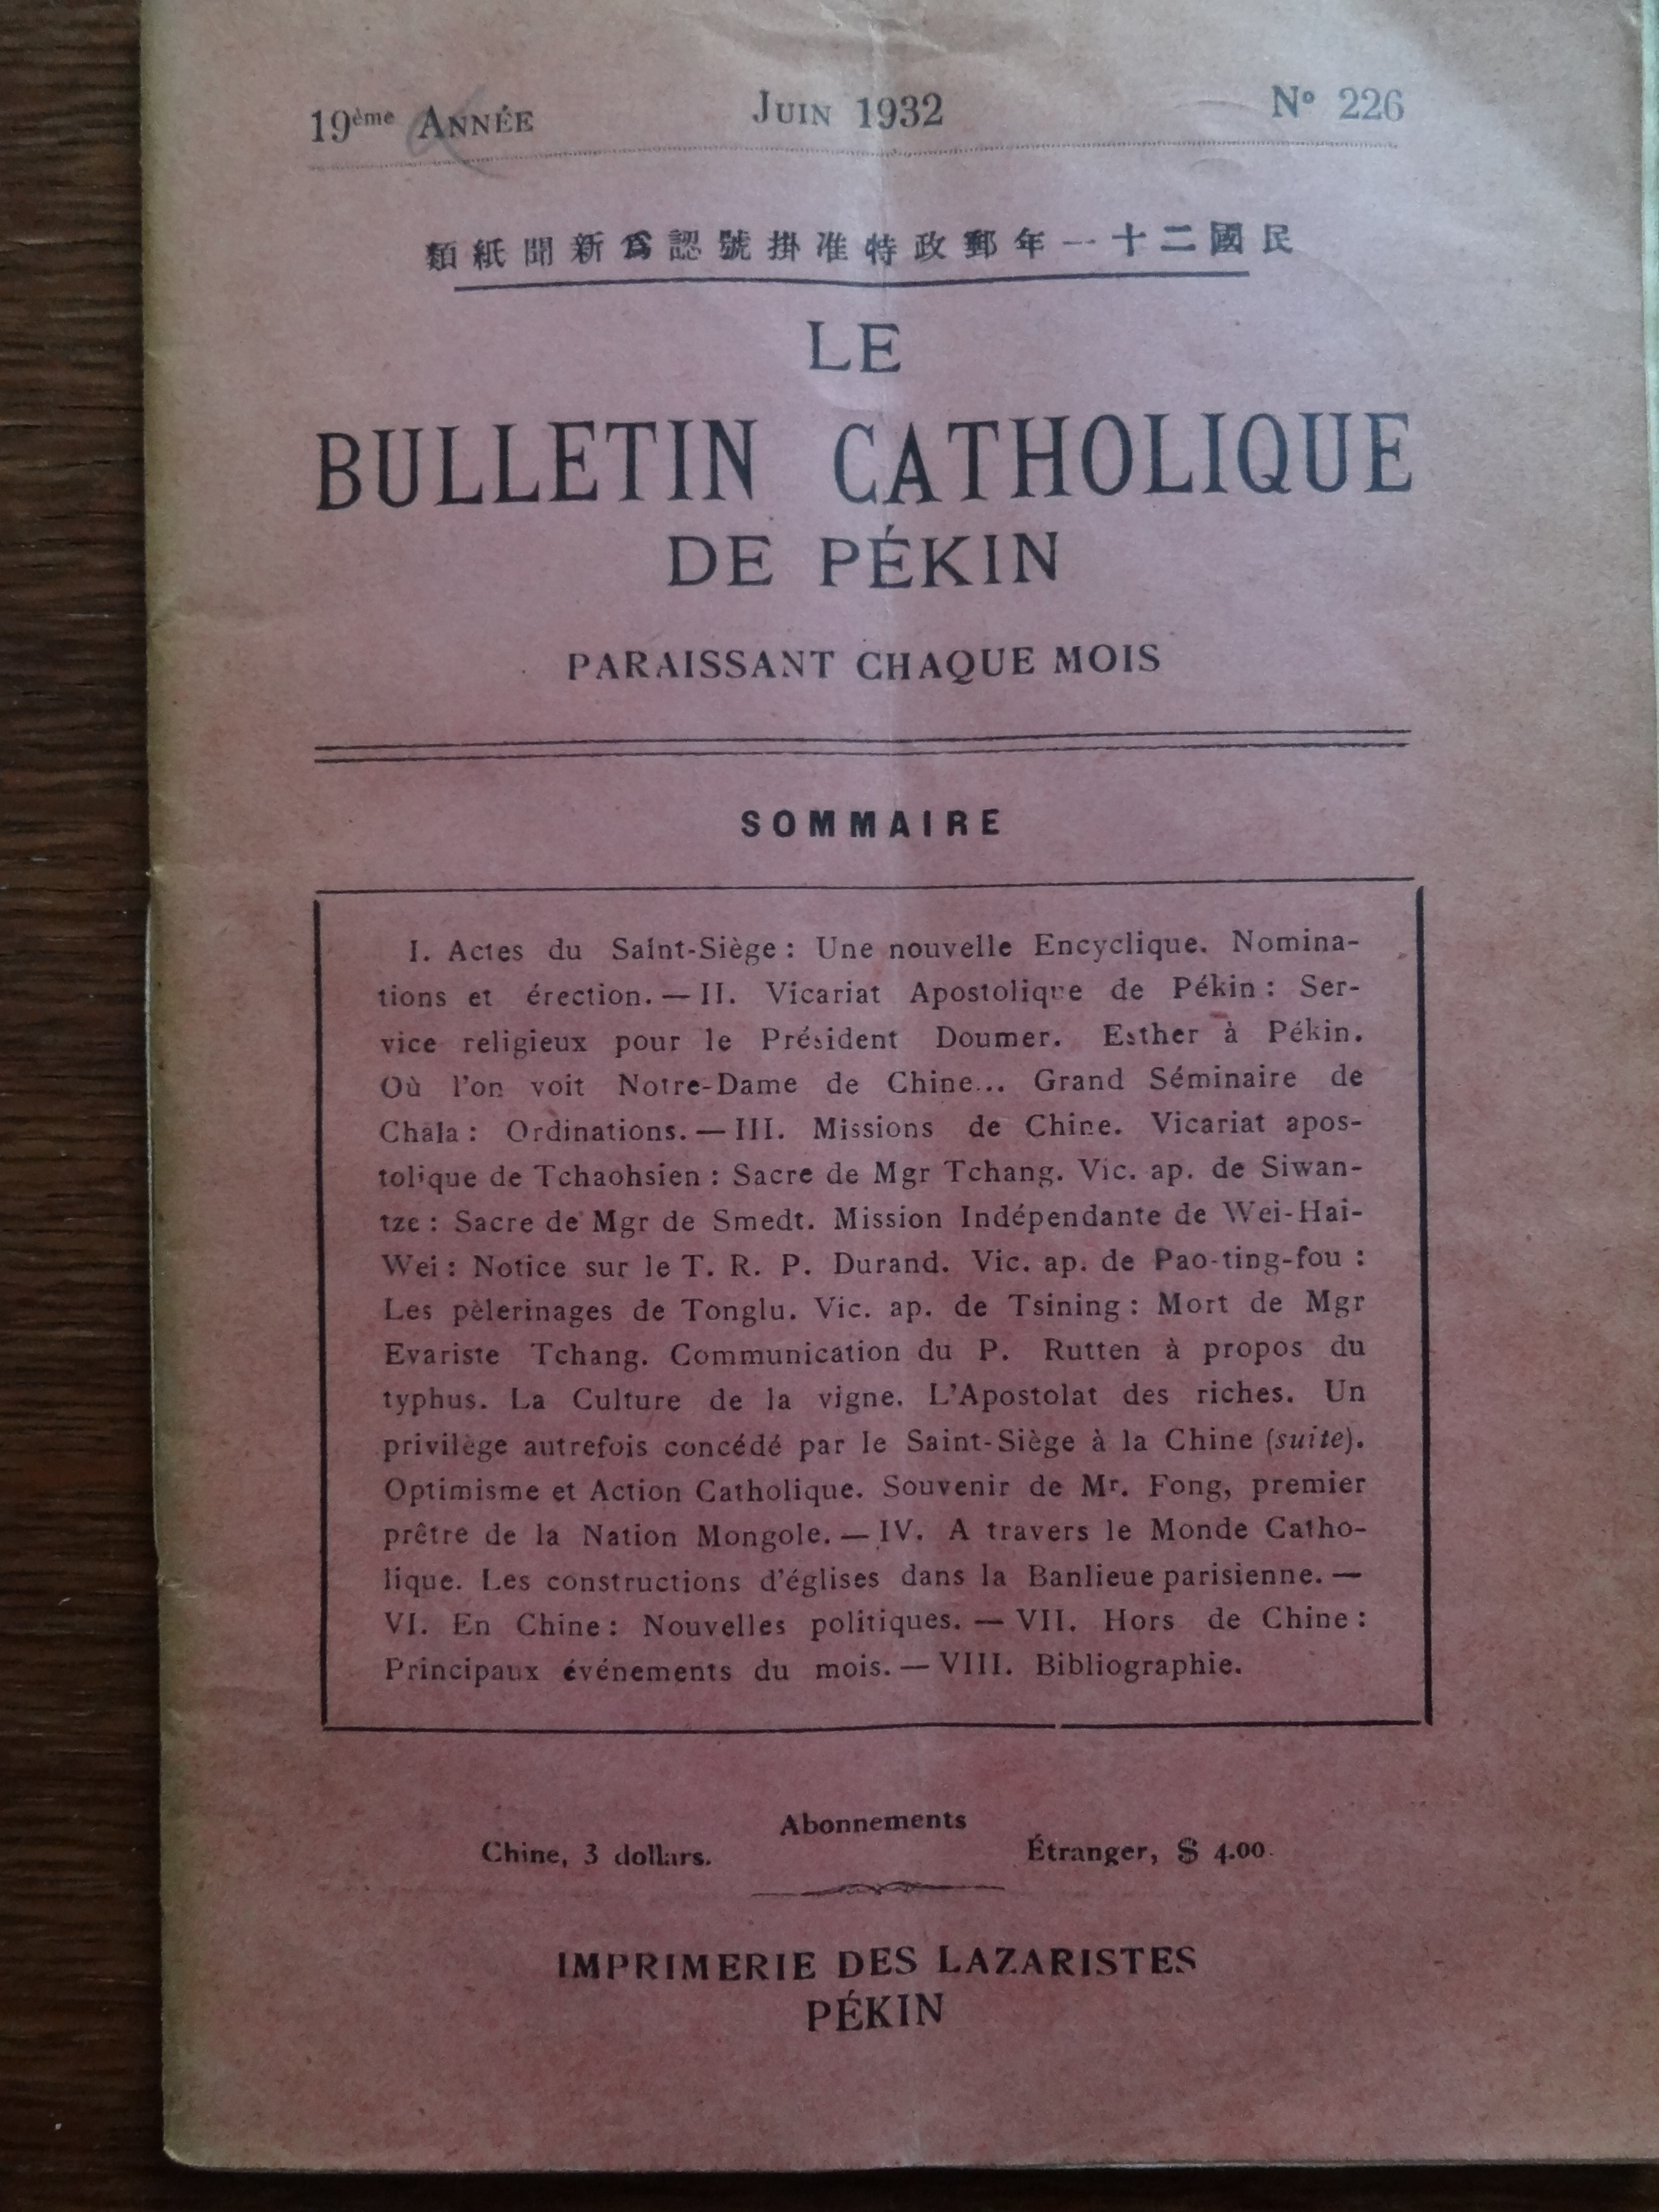 19ème ANNÉE JUIN 1932 No 226
民國二十一年郵政特准掛號認爲新聞紙類
LE
BULLETIN CATHOLIQUE
DE PÉKIN
PARAISSANT CHAQUE MOIS
SOMMAIRE
I. Actes du Saint-Siège : Une nouvelle Encyclique. Nomina-
tions et érection. — II. Vicariat Apostolique de Pékin : Ser-
vice religieux pour le Président Doumer. Esther à Pékin.
Où l'on voit Notre-Dame de Chine... Grand Séminaire de
Chāla : Ordinations. — III. Missions de Chine. Vicariat apos-
tolique de Tchaohsien : Sacre de Mgr Tchang. Vic. ap. de Siwan-
tze : Sacre de Mgr de Smedt. Mission Indépendante de Wei-Hai-
Wei : Notice sur le T. R. P. Durand. Vic. ap. de Pao-ting-fou :
Les pèlerinages de Tonglu. Vic. ap. de Tsining : Mort de Mgr
Evariste Tchang. Communication du P. Rutten à propos du
typhus. La Culture de la vigne. L'Apostolat des riches. Un
privilège autrefois concédé par le Saint-Siège à la Chine (suite).
Optimisme et Action Catholique. Souvenir de Mr. Fong, premier
prêtre de la Nation Mongole. — IV. A travers le Monde Catho-
lique. Les constructions d'églises dans la Banlieue parisienne. —
VI. En Chine : Nouvelles politiques. — VII. Hors de Chine :
Principaux événements du mois. — VIII. Bibliographie.
Abonnements
Chine, 3 dollars. Étranger, $ 4.00.
IMPRIMERIE DES LAZARISTES
PÉKIN